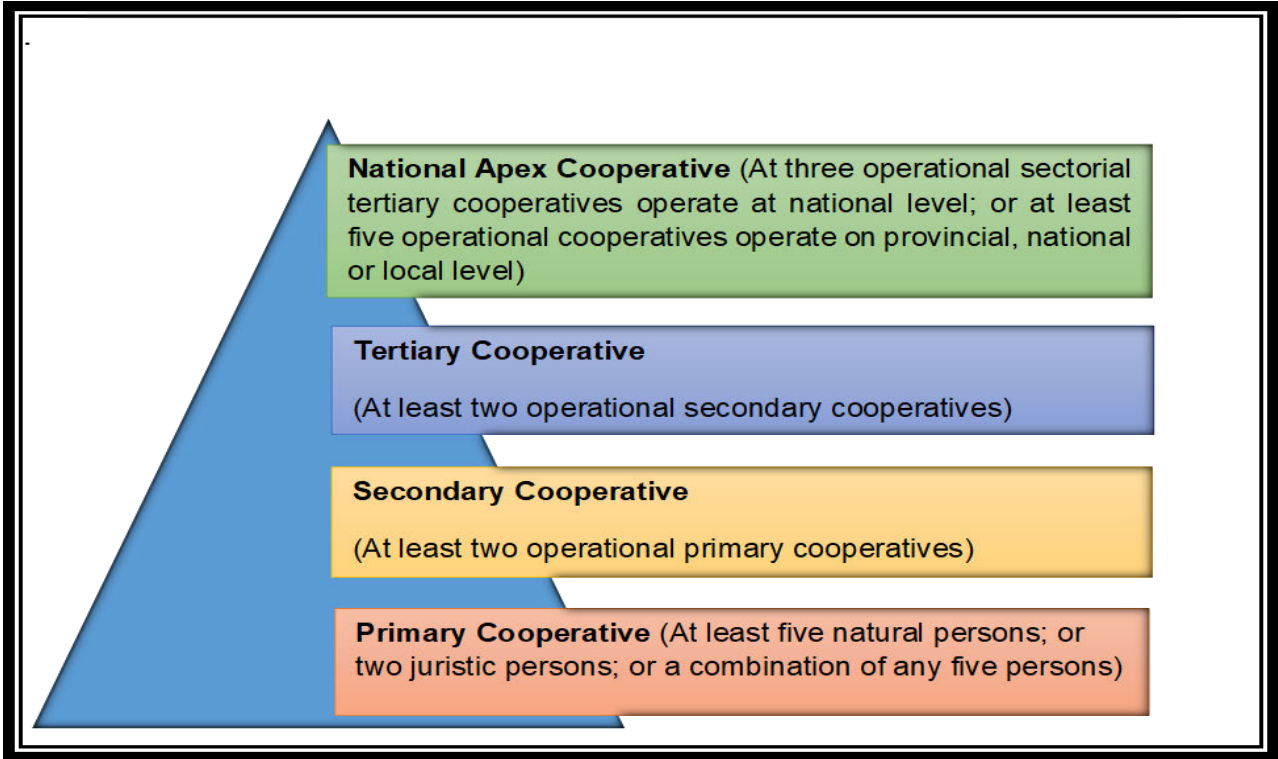 -
National Apex Cooperative (At three operational sectorial
tertiary cooperatives operate at national level; or at least
five operational cooperatives operate on provincial, national
or local level)
Tertiary Cooperative
(At least two operational secondary cooperatives)
Secondary Cooperative
(At least two operational primary cooperatives)
Primary Cooperative (At least five natural persons; or
two juristic persons; or a combination of any five persons)